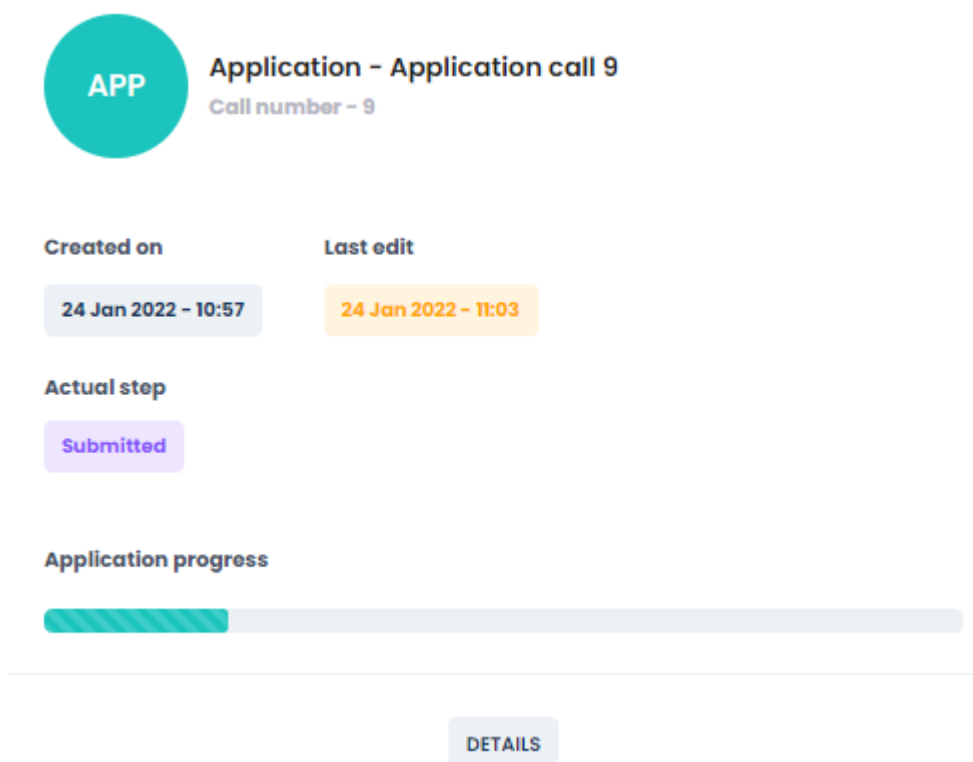 APP
Application - Application call 9
Call number - 9
Created on
Last edit
24 Jan 2022 - 10:57
24 Jan 2022 - 11:03
Actual step
Submitted
Application progress
DETAILS